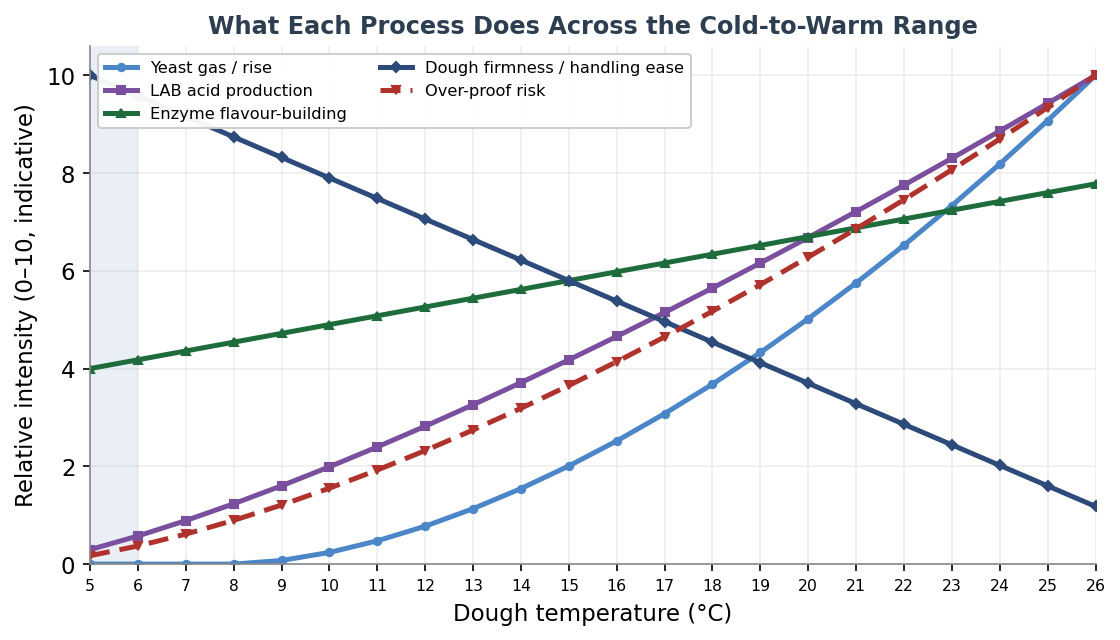 What Each Process Does Across the Cold-to-Warm Range
Yeast gas / rise
LAB acid production
Enzyme flavour-building
Dough firmness / handling ease
Over-proof risk
Relative intensity (0–10, indicative)
10
8
6
4
2
0
5 6 7 8 9 10 11 12 13 14 15 16 17 18 19 20 21 22 23 24 25 26
Dough temperature (°C)